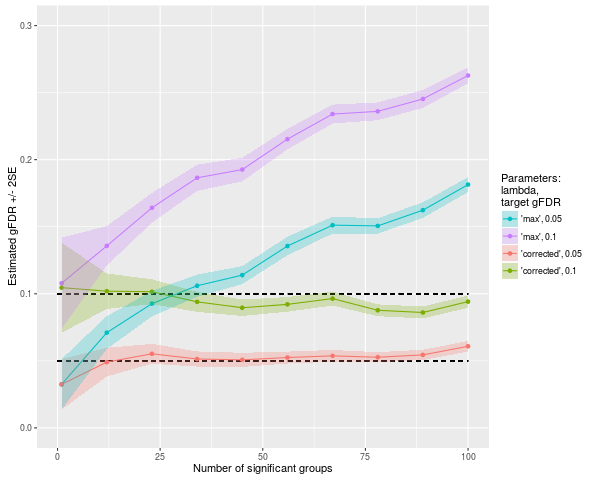 0.3
0.2
0.1
0.0
Estimated gFDR +/- 2SE
0
25
50
75
100
Number of significant groups
Parameters:
lambda,
target gFDR
'max', 0.05
'max', 0.1
'corrected', 0.05
'corrected', 0.1